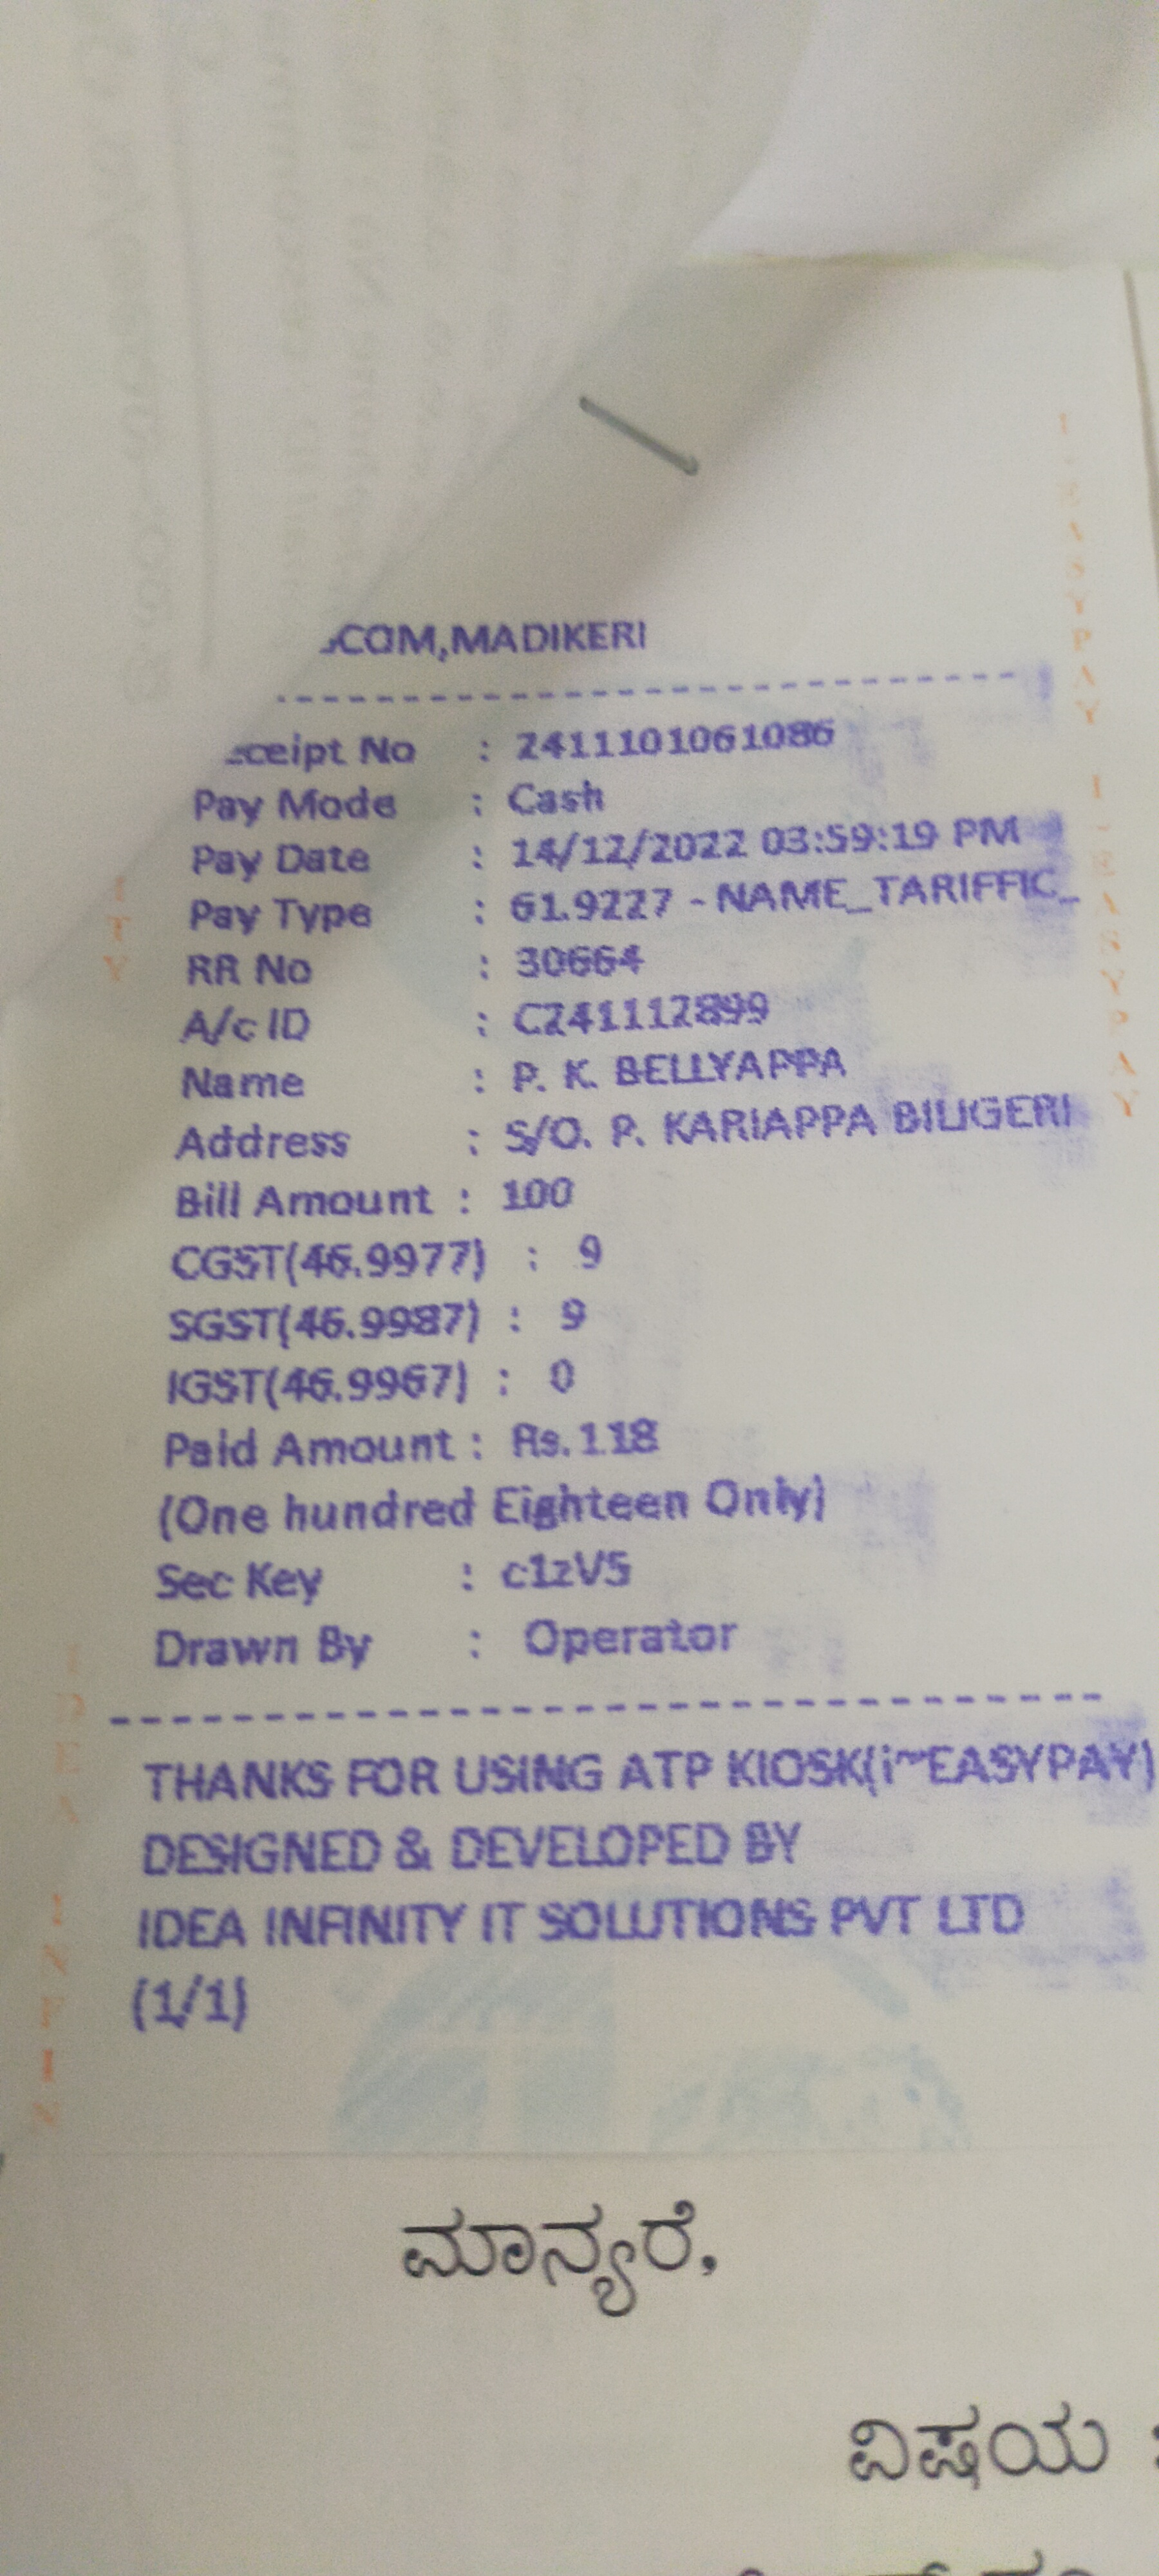 SCOM,MADIKERI
eceipt No : 2411101061086
Pay Mode : Cash
Pay Date : 14/12/2022 03:59:19 PM
Pay Type : 61.9227 - NAME_TARIFFIC_
RR No : 30664
A/c ID : C241112899
Name : P. K. BELLYAPPA
Address : S/O. P. KARIAPPA BILIGERI
Bill Amount : 100
CGST(46.9977) : 9
SGST(46.9987) : 9
IGST(46.9967) : 0
Paid Amount : Rs.118
(One hundred Eighteen Only)
Sec Key : c1zV5
Drawn By : Operator
THANKS FOR USING ATP KIOSK(i~EASYPAY)
DESIGNED & DEVELOPED BY
IDEA INFINITY IT SOLUTIONS PVT LTD
(1/1)
I-EASYPAY I-EASYPAY
ಮಾನ್ಯರೆ,
ವಿಷಯ :